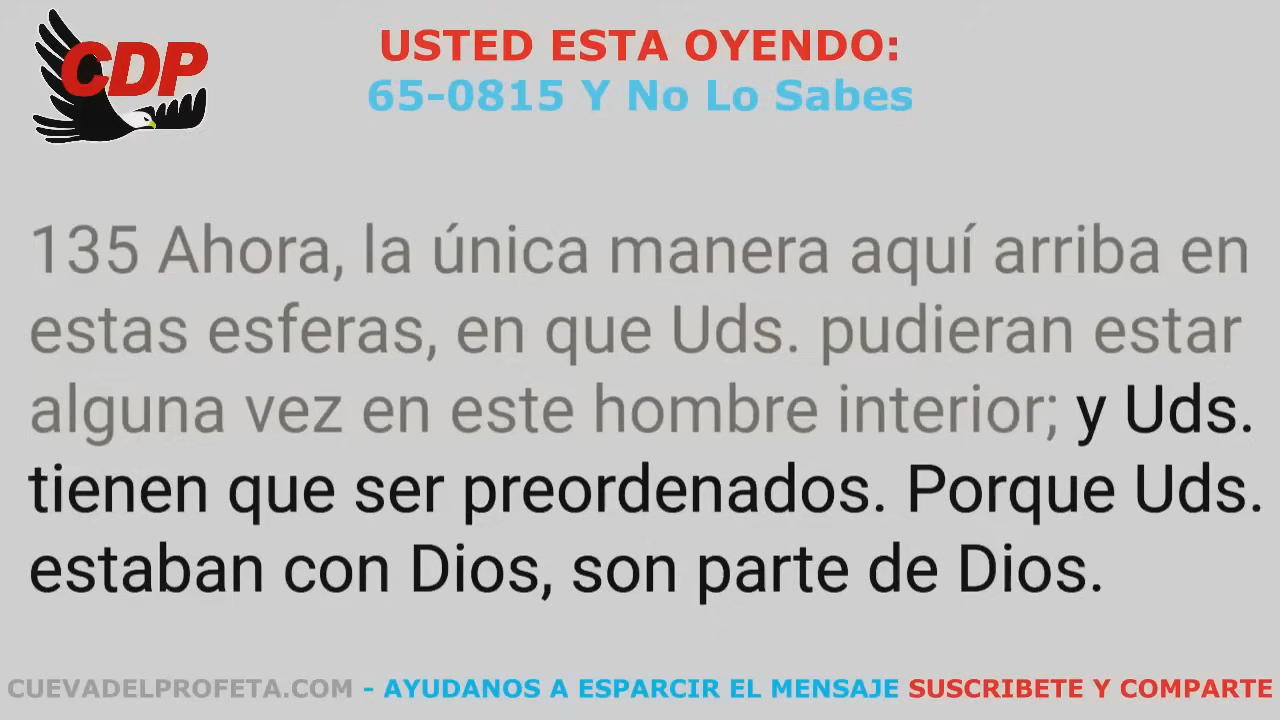 CDP
USTED ESTA OYENDO:
65-0815 Y No Lo Sabes
135 Ahora, la única manera aquí arriba en
estas esferas, en que Uds. pudieran estar
alguna vez en este hombre interior; y Uds.
tienen que ser preordenados. Porque Uds.
estaban con Dios, son parte de Dios.
CUEVADELPROFETA.COM - AYUDANOS A ESPARCIR EL MENSAJE SUSCRIBETE Y COMPARTE